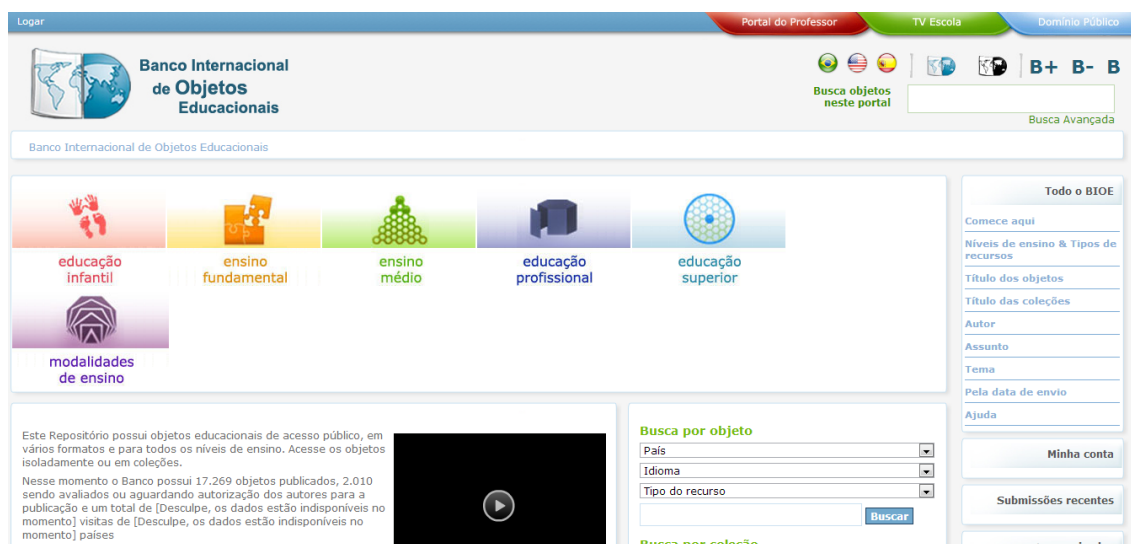 Logar
Portal do Professor
TV Escola
Domínio Público
Banco Internacional
de Objetos
Educacionais
B+ B- B
Busca objetos
neste portal
Busca Avançada
Banco Internacional de Objetos Educacionais
educação
infantil
ensino
fundamental
ensino
médio
educação
profissional
educação
superior
modalidades
de ensino
Todo o BIOE
Comece aqui
Níveis de ensino & Tipos de
recursos
Título dos objetos
Título das coleções
Autor
Assunto
Tema
Pela data de envio
Ajuda
Minha conta
Submissões recentes
Este Repositório possui objetos educacionais de acesso público, em
vários formatos e para todos os níveis de ensino. Acesse os objetos
isoladamente ou em coleções.
Nesse momento o Banco possui 17.269 objetos publicados, 2.010
sendo avaliados ou aguardando autorização dos autores para a
publicação e um total de [Desculpe, os dados estão indisponíveis no
momento] visitas de [Desculpe, os dados estão indisponíveis no
momento] países
Busca por objeto
País
Idioma
Tipo do recurso
Buscar
Busca por coleção